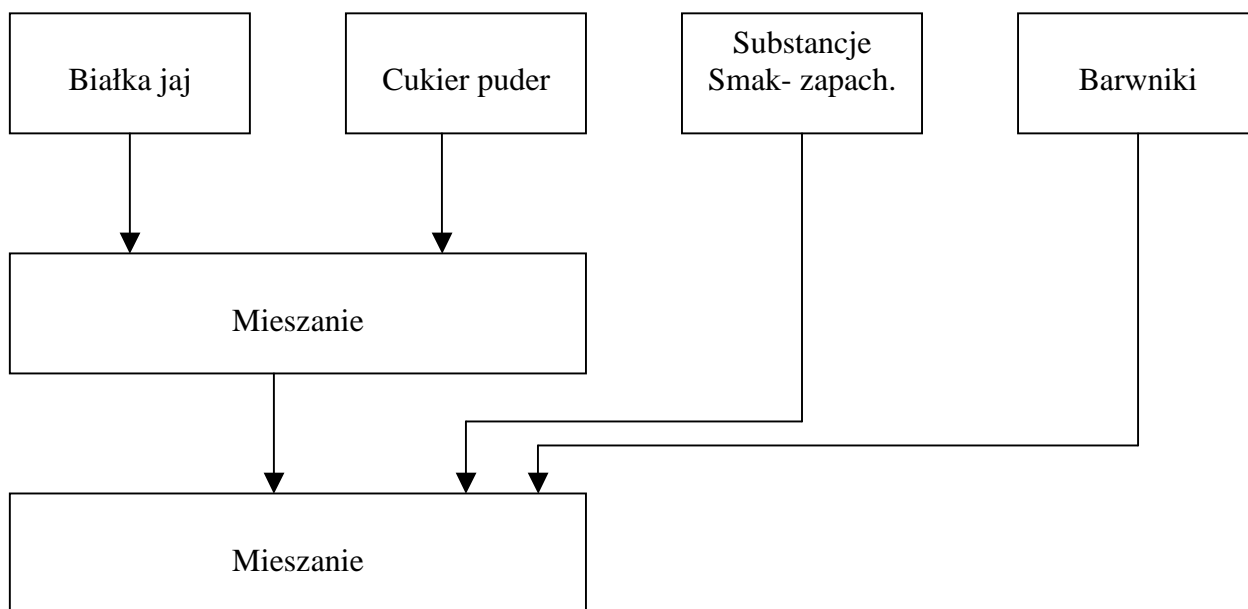 Białka jaj
Cukier puder
Substancje
Smak- zapach.
Barwniki
Mieszanie
Mieszanie